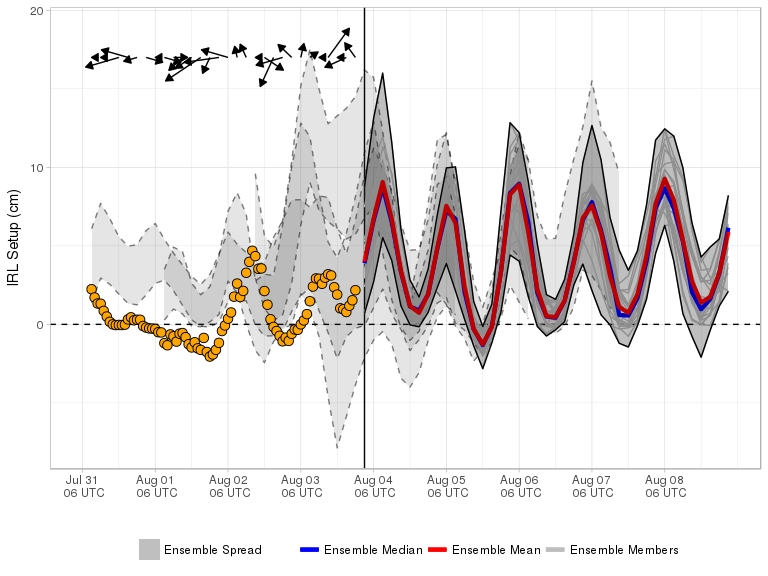 20
10
0
IRL Setup (cm)
Jul 31 Aug 01 Aug 02 Aug 03 Aug 04 Aug 05 Aug 06 Aug 07 Aug 08
06 UTC 06 UTC 06 UTC 06 UTC 06 UTC 06 UTC 06 UTC 06 UTC 06 UTC
Ensemble Spread Ensemble Median Ensemble Mean Ensemble Members